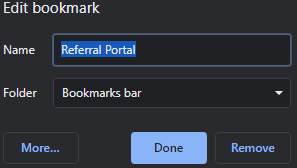 Edit bookmark
Name Referral Portal
Folder Bookmarks bar
More... Done Remove